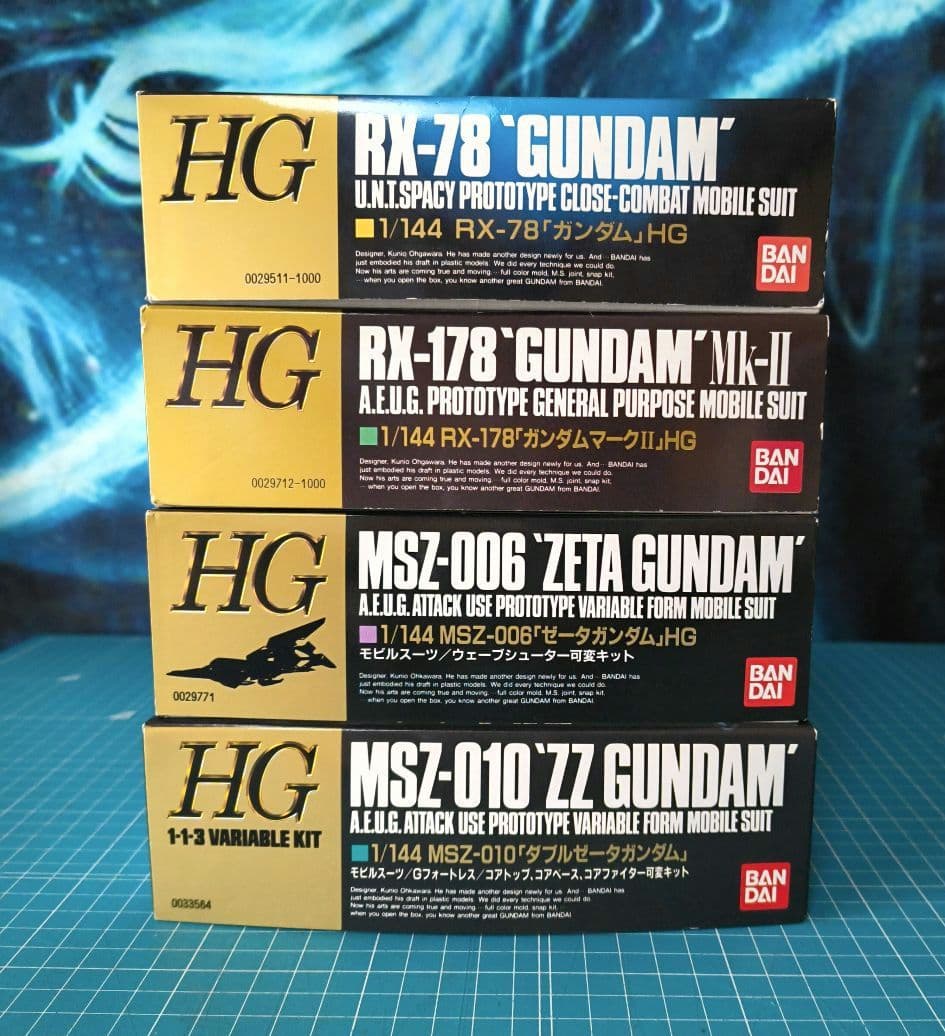 HG
0029511-1000
RX-78 'GUNDAM'
U.N.T.SPACY PROTOTYPE CLOSE-COMBAT MOBILE SUIT
1/144 RX-78「ガンダム」HG
Designer, Kunio Ohgawara. He has made another design newly for us. And… BANDAI has
just embodied his draft in plastic models. We did every technique we could do.
Now his arts are coming true and moving.… full color mold, M.S. joint, snap kit,
… when you open the box, you know another great GUNDAM from BANDAI.
BAN
DAI
HG
0029712-1000
RX-178 'GUNDAM' Mk-II
A.E.U.G. PROTOTYPE GENERAL PURPOSE MOBILE SUIT
1/144 RX-178「ガンダムマークII」HG
Designer, Kunio Ohgawara. He has made another design newly for us. And… BANDAI has
just embodied his draft in plastic models. We did every technique we could do.
Now his arts are coming true and moving.… full color mold, M.S. joint, snap kit,
… when you open the box, you know another great GUNDAM from BANDAI.
BAN
DAI
HG
0029771
MSZ-006 'ZETA GUNDAM'
A.E.U.G. ATTACK USE PROTOTYPE VARIABLE FORM MOBILE SUIT
1/144 MSZ-006「ゼータガンダム」HG
モビルスーツ/ウェーブシューター可変キット
Designer, Kunio Ohgawara. He has made another design newly for us. And… BANDAI has
just embodied his draft in plastic models. We did every technique we could do.
Now his arts are coming true and moving.… full color mold, M.S. joint, snap kit,
… when you open the box, you know another great GUNDAM from BANDAI.
BAN
DAI
HG
1-1-3 VARIABLE KIT
0033564
MSZ-010 'ZZ GUNDAM'
A.E.U.G. ATTACK USE PROTOTYPE VARIABLE FORM MOBILE SUIT
1/144 MSZ-010「ダブルゼータガンダム」
モビルスーツ/Gフォートレス/コアトップ、コアベース、コアファイター可変キット
Designer, Kunio Ohkawara. He has made another design newly for us. And… BANDAI has
just embodied his draft in plastic models. We did every technique we could do.
Now his arts are coming true and moving.… full color mold, M.S. joint, snap kit,…
when you open the box, you know another great GUNDAM from BANDAI.
BAN
DAI